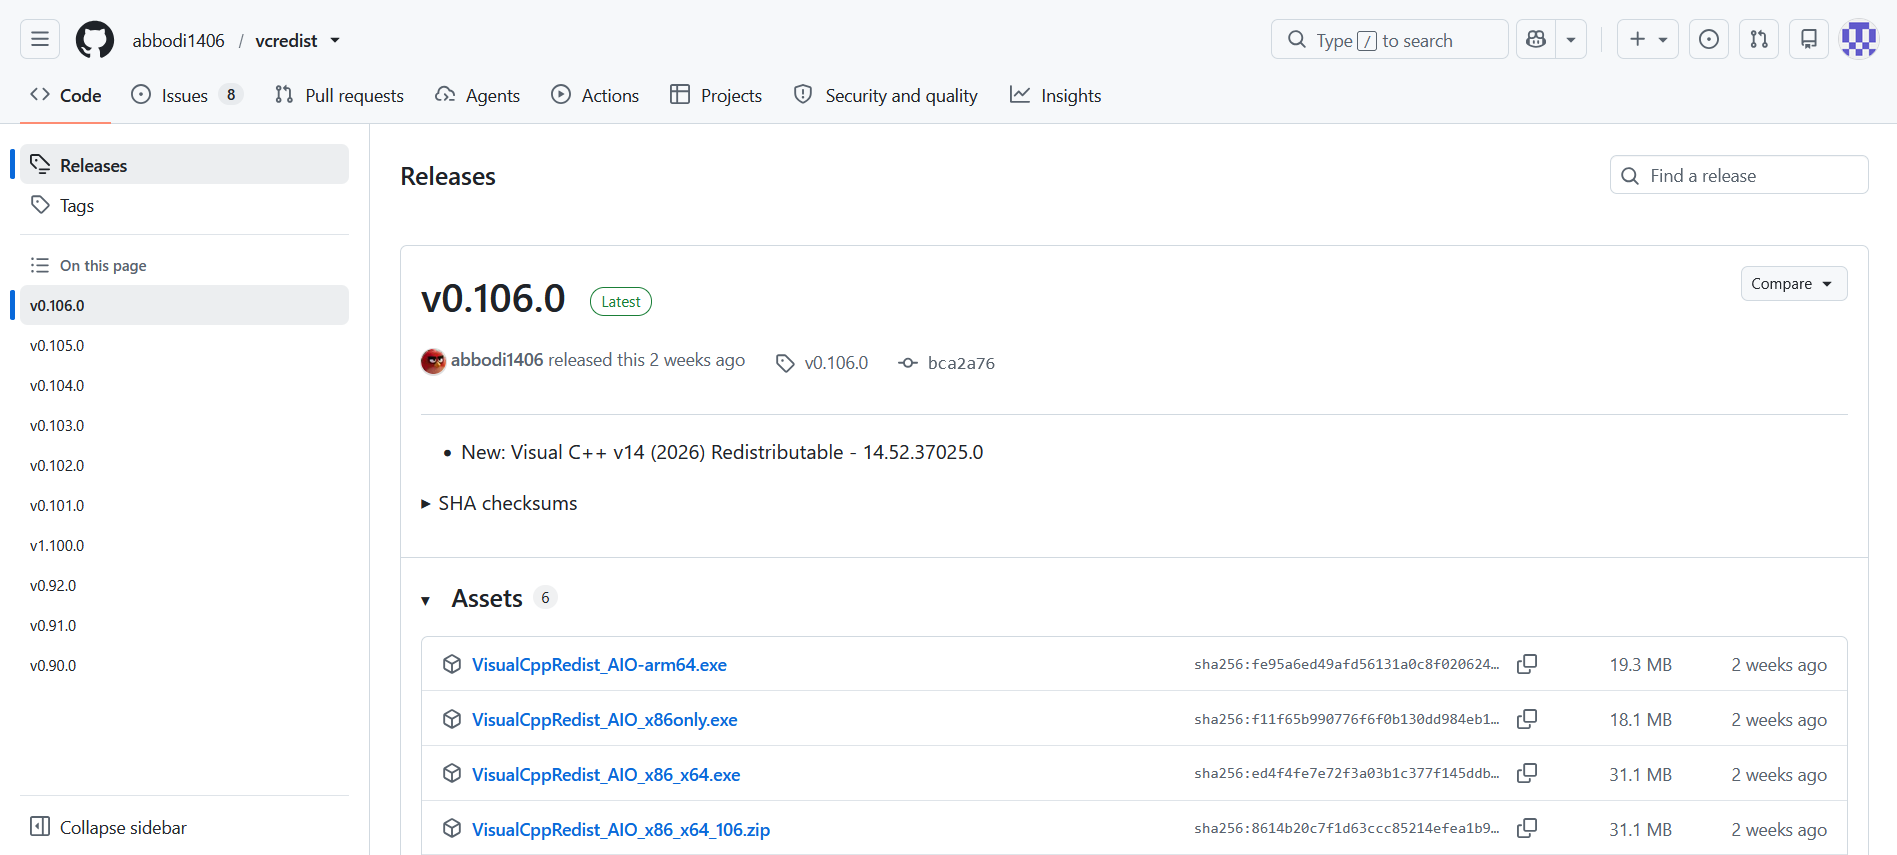 abbodi1406 / vcredist
Type / to search
Code
Issues 8
Pull requests
Agents
Actions
Projects
Security and quality
Insights
Releases
Tags
On this page
v0.106.0
v0.105.0
v0.104.0
v0.103.0
v0.102.0
v0.101.0
v1.100.0
v0.92.0
v0.91.0
v0.90.0
Collapse sidebar
Releases
Find a release
v0.106.0 Latest
Compare
abbodi1406 released this 2 weeks ago v0.106.0 bca2a76
• New: Visual C++ v14 (2026) Redistributable - 14.52.37025.0
SHA checksums
Assets 6
VisualCppRedist_AIO-arm64.exe sha256:fe95a6ed49afd56131a0c8f020624… 19.3 MB 2 weeks ago
VisualCppRedist_AIO_x86only.exe sha256:f11f65b990776f6f0b130dd984eb1… 18.1 MB 2 weeks ago
VisualCppRedist_AIO_x86_x64.exe sha256:ed4f4fe7e72f3a03b1c377f145ddb… 31.1 MB 2 weeks ago
VisualCppRedist_AIO_x86_x64_106.zip sha256:8614b20c7f1d63ccc85214efea1b9… 31.1 MB 2 weeks ago